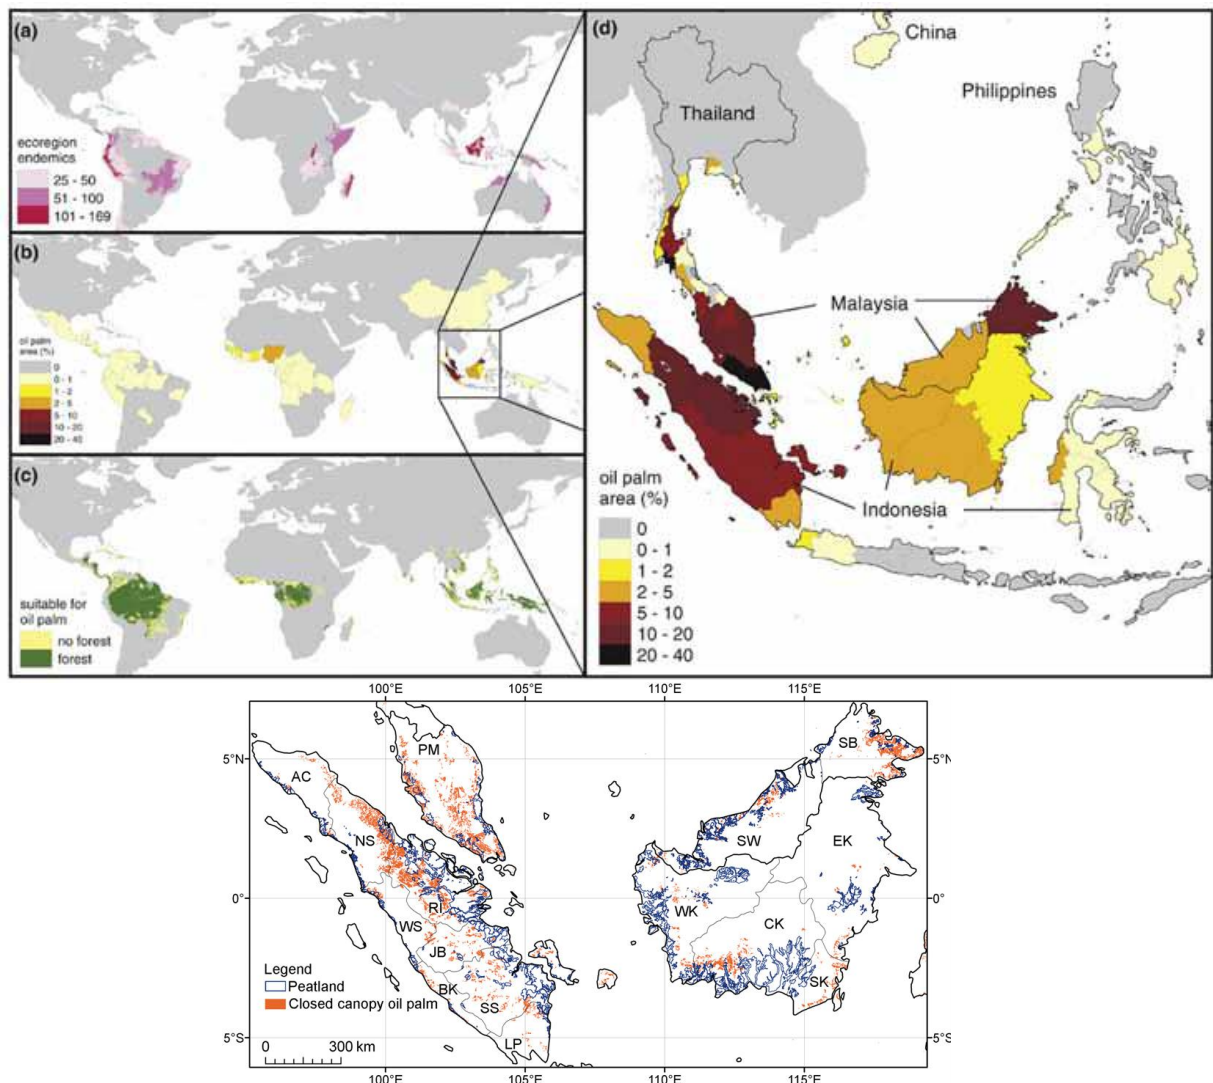 (a)
ecoregion
endemics
25 - 50
51 - 100
101 - 169
(b)
oil palm
area (%)
0
0 - 1
1 - 2
2 - 5
5 - 10
10 - 20
20 - 40
(c)
suitable for
oil palm
no forest
forest
(d)
China
Philippines
Thailand
Malaysia
Indonesia
oil palm
area (%)
0
0 - 1
1 - 2
2 - 5
5 - 10
10 - 20
20 - 40
100°E
105°E
110°E
115°E
5°N
5°N
0°
0°
5°S
5°S
PM
SB
AC
NS
SW
EK
RI
WK
CK
WS
JB
BK
SS
SK
LP
Legend
Peatland
Closed canopy oil palm
0
300 km
100°E
105°E
110°E
115°E